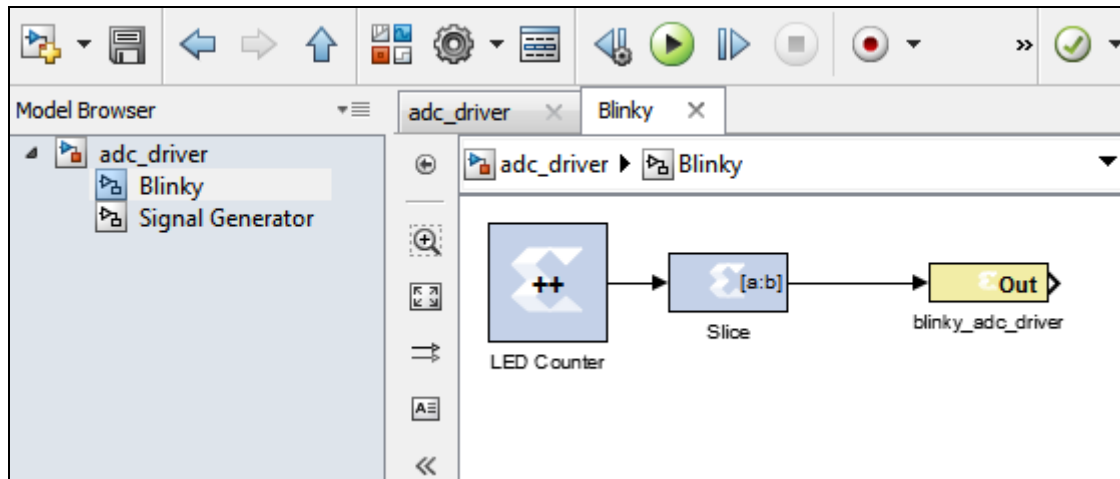 Model Browser
adc_driver
Blinky
Signal Generator
adc_driver
Blinky
adc_driver
Blinky
A
++
[a:b]
Out
LED Counter
Slice
blinky_adc_driver